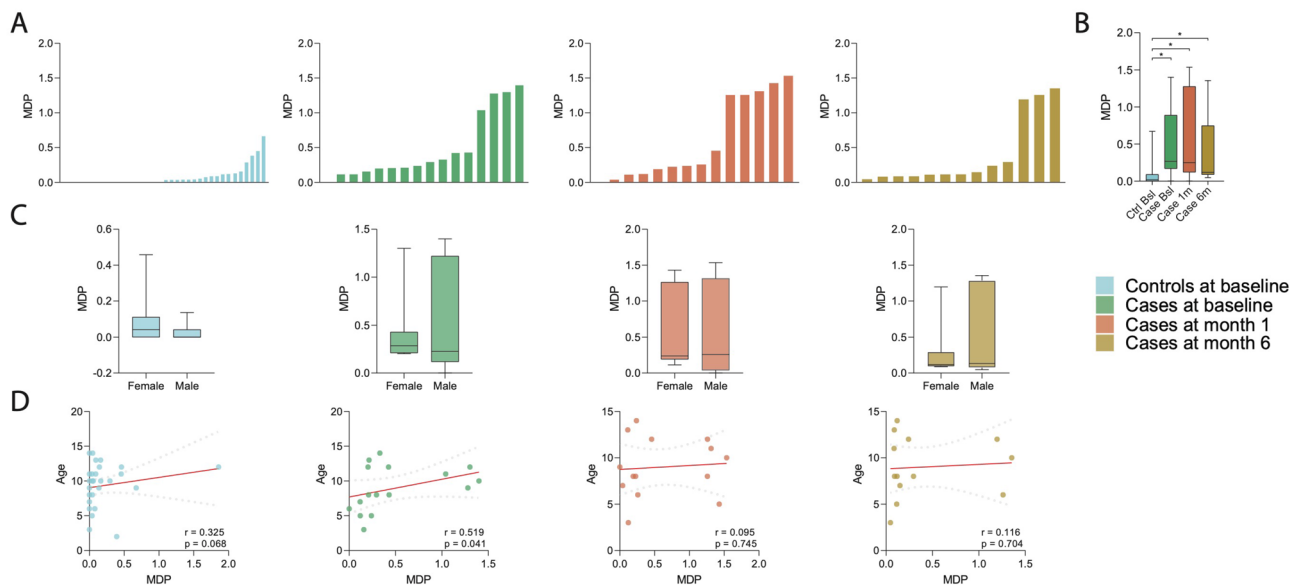 A
B
2.0
1.5
1.0
0.5
0.0
MDP
2.0
1.5
1.0
0.5
0.0
MDP
2.0
1.5
1.0
0.5
0.0
MDP
2.0
1.5
1.0
0.5
0.0
MDP
2.0
1.5
1.0
0.5
0.0
MDP
* 
*
*
Ctrl Bsl
Case Bsl
Case 1m
Case 6m
C
0.6
0.4
0.2
0.0
-0.2
MDP
Female Male
1.5
1.0
0.5
0.0
MDP
Female Male
2.0
1.5
1.0
0.5
0.0
MDP
Female Male
2.0
1.5
1.0
0.5
0.0
MDP
Female Male
Controls at baseline
Cases at baseline
Cases at month 1
Cases at month 6
D
20
15
10
5
0
Age
0.0 0.5 1.0 1.5 2.0
MDP
r = 0.325
p = 0.068
20
15
10
5
0
Age
0.0 0.5 1.0 1.5
MDP
r = 0.519
p = 0.041
15
10
5
0
Age
0.0 0.5 1.0 1.5 2.0
MDP
r = 0.095
p = 0.745
15
10
5
0
Age
0.0 0.5 1.0 1.5
MDP
r = 0.116
p = 0.704